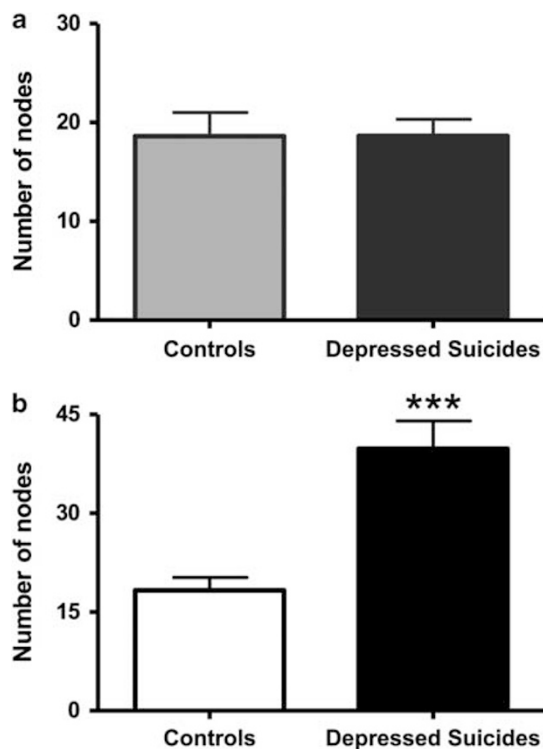 a
30
20
10
0
Number of nodes
Controls Depressed Suicides
b
45
30
15
0
Number of nodes
***
Controls Depressed Suicides